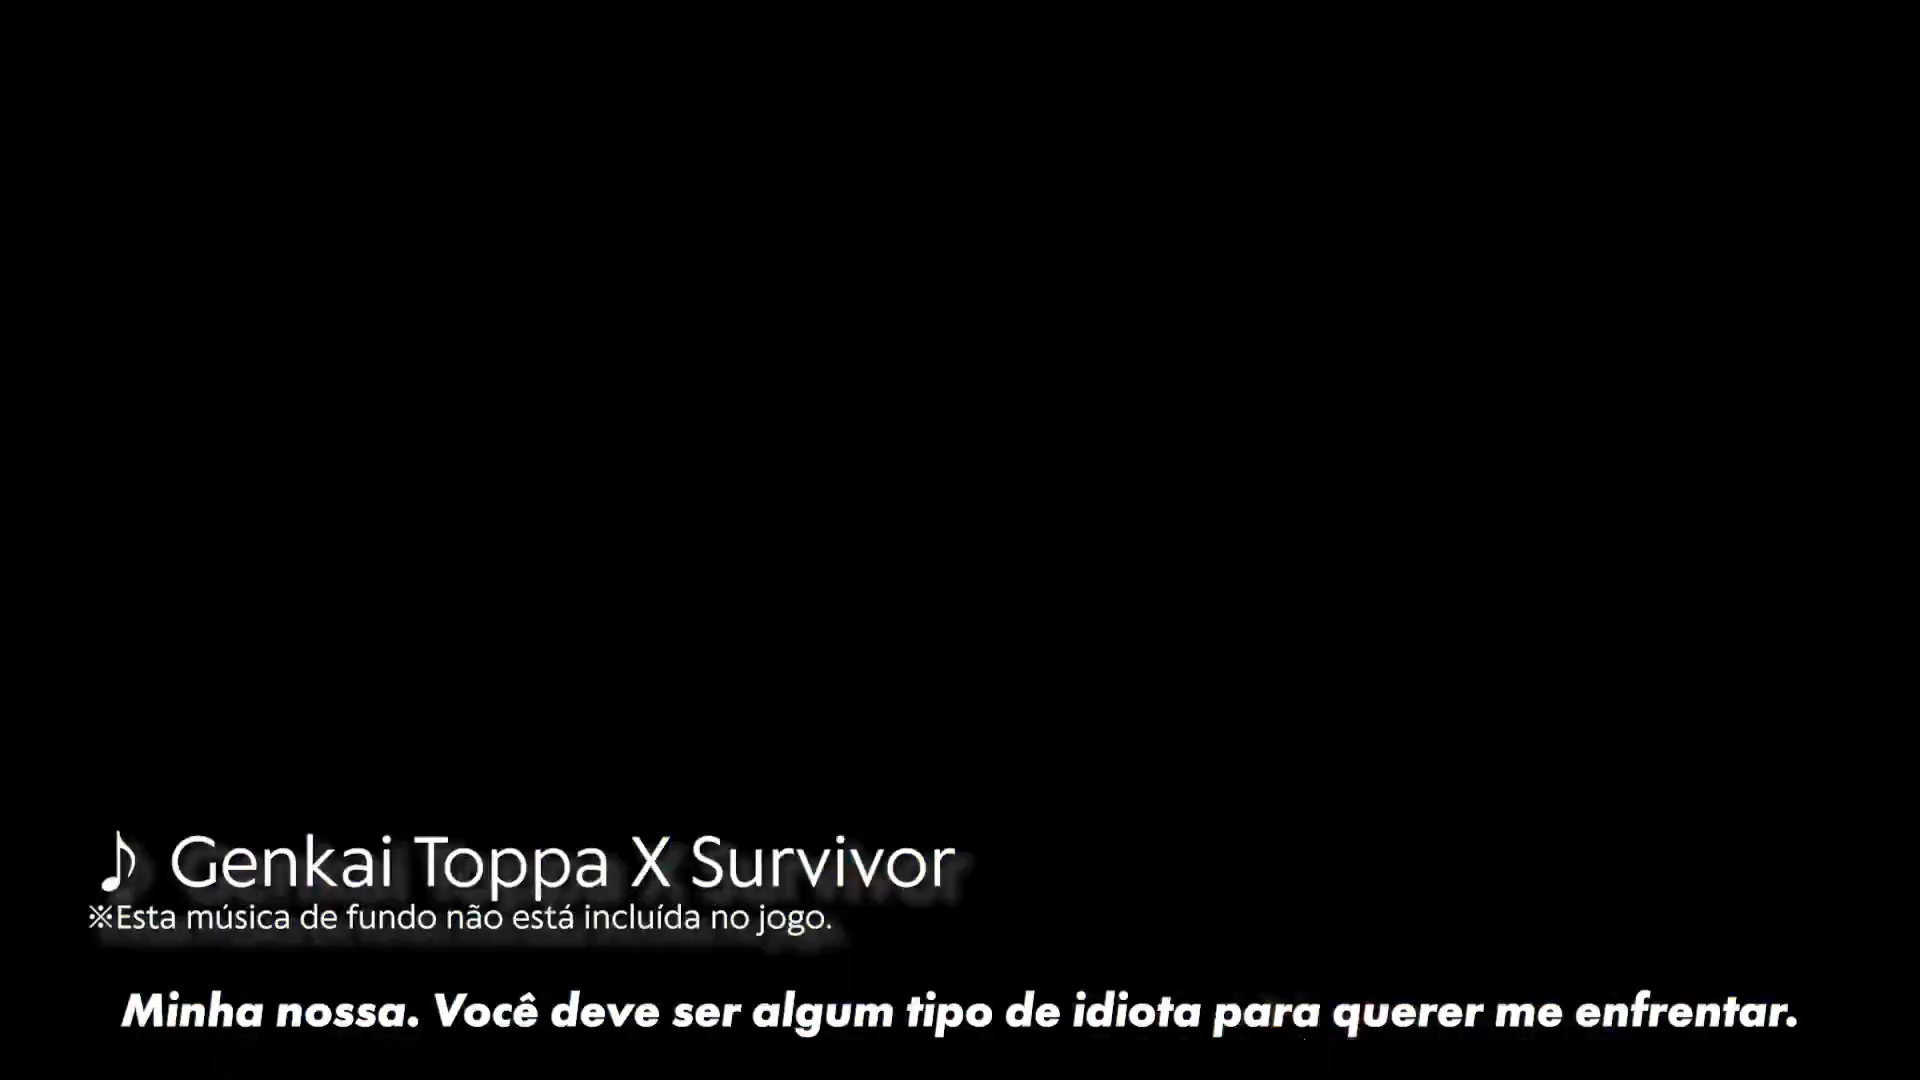 ♪ Genkai Toppa X Survivor
※Esta música de fundo não está incluída no jogo.
Minha nossa. Você deve ser algum tipo de idiota para querer me enfrentar.